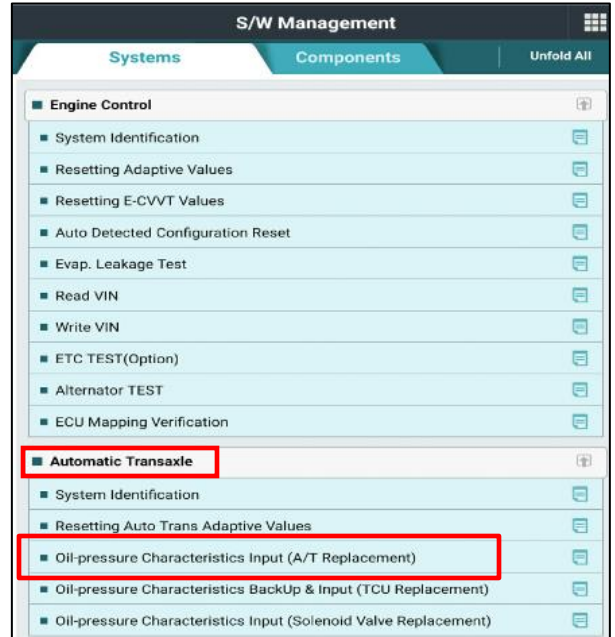 S/W Management
Systems
Components
Unfold All
Engine Control
System Identification
Resetting Adaptive Values
Resetting E-CVVT Values
Auto Detected Configuration Reset
Evap. Leakage Test
Read VIN
Write VIN
ETC TEST(Option)
Alternator TEST
ECU Mapping Verification
Automatic Transaxle
System Identification
Resetting Auto Trans Adaptive Values
Oil-pressure Characteristics Input (A/T Replacement)
Oil-pressure Characteristics BackUp & Input (TCU Replacement)
Oil-pressure Characteristics Input (Solenoid Valve Replacement)